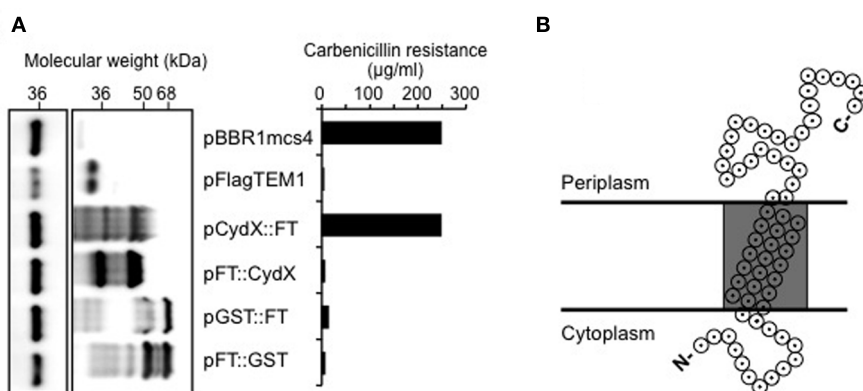 A
B
Molecular weight (kDa)
36 36 50 68
Carbenicillin resistance
(µg/ml)
0 100 200 300
pBBR1mcs4
pFlagTEM1
pCydX::FT
pFT::CydX
pGST::FT
pFT::GST
C-
Periplasm
Cytoplasm
N-